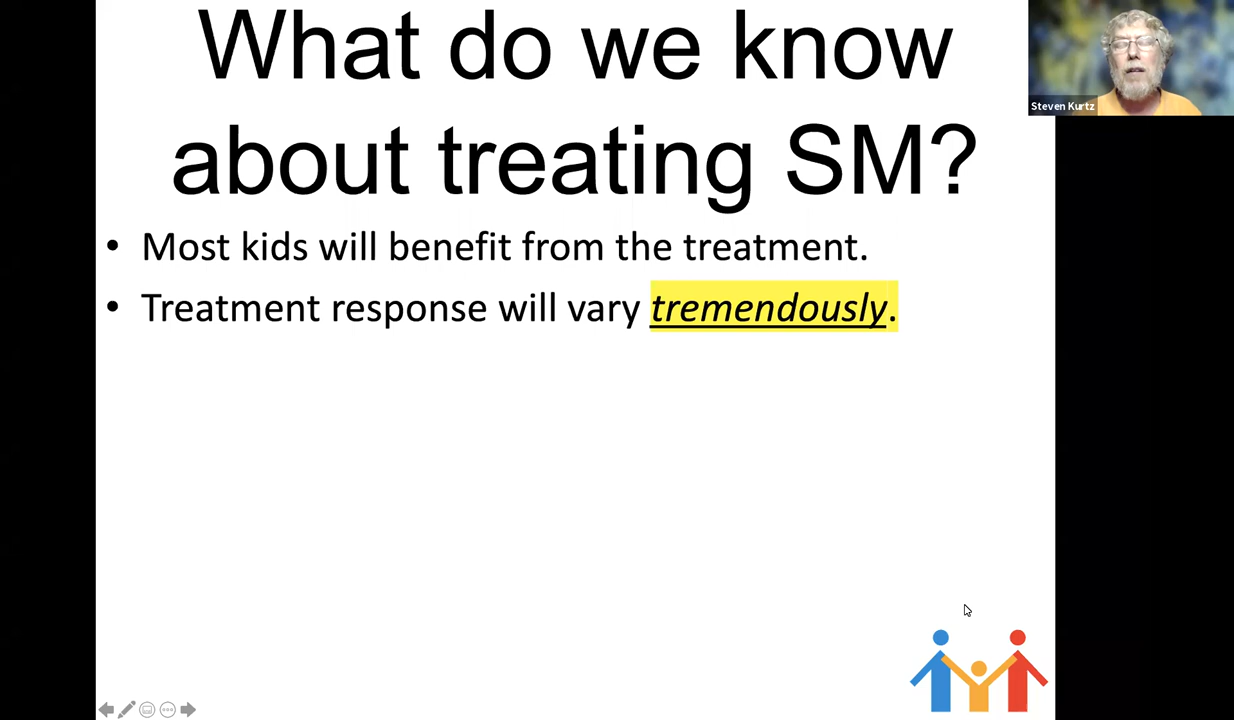 What do we know
about treating SM?
Steven Kurtz
• Most kids will benefit from the treatment.
• Treatment response will vary tremendously.